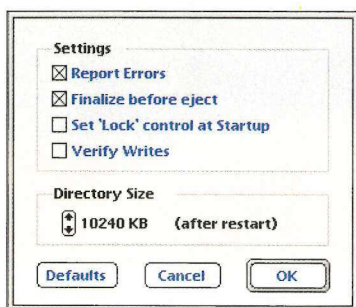 Settings
Report Errors
Finalize before eject
Set 'Lock' control at Startup
Verify Writes
Directory Size
10240 KB (after restart)
Defaults Cancel OK